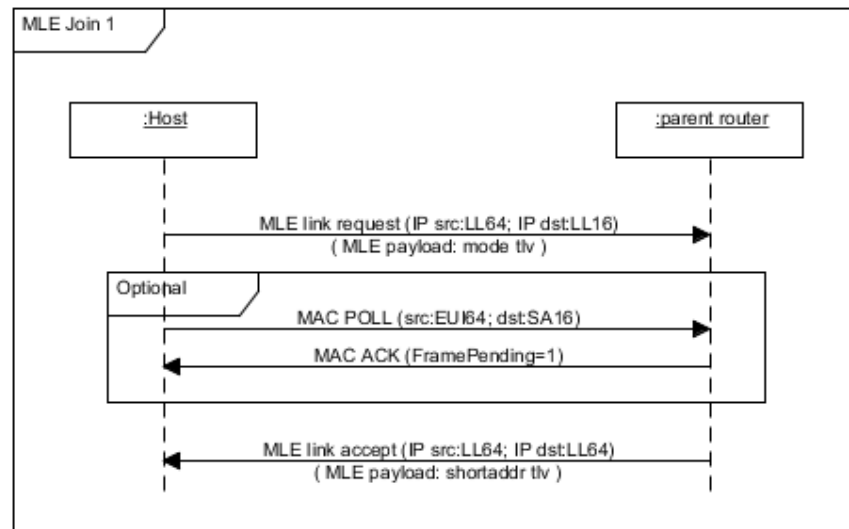 MLE Join 1
:Host
:parent router
MLE link request (IP src:LL64; IP dst:LL16)
( MLE payload: mode tlv )
Optional
MAC POLL (src:EUI64; dst:SA16)
MAC ACK (FramePending=1)
MLE link accept (IP src:LL64; IP dst:LL64)
( MLE payload: shortaddr tlv )